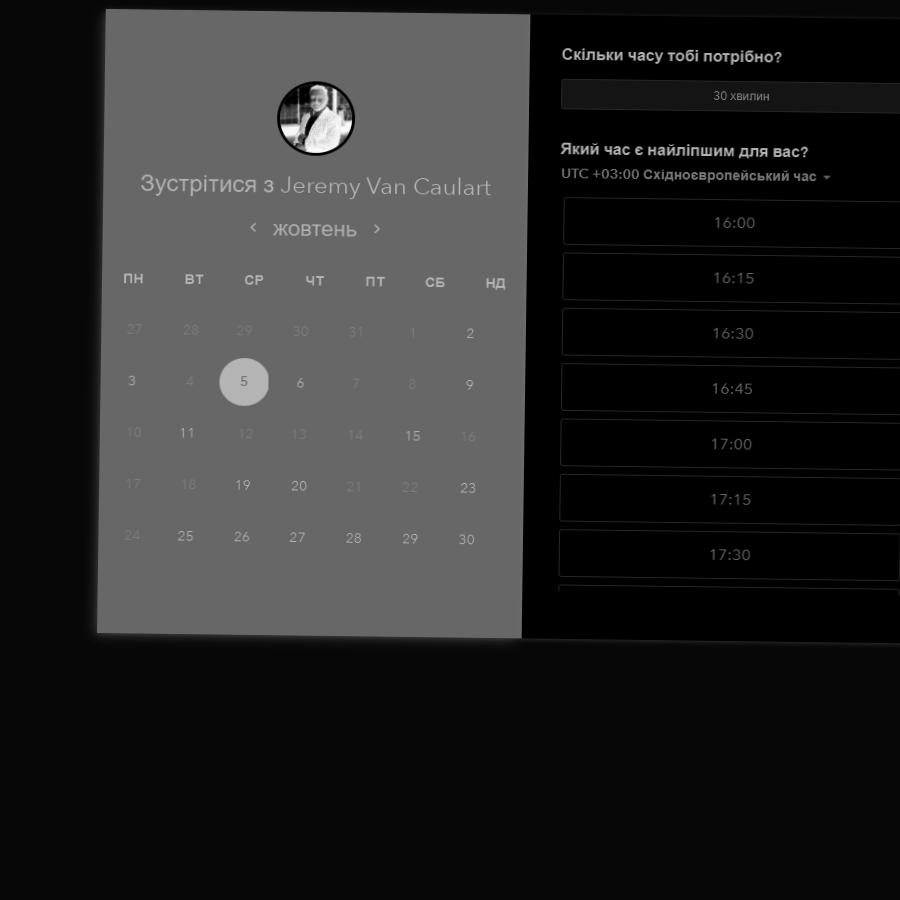 Зустрітися з Jeremy Van Caulart
жовтень
ПН ВТ СР ЧТ ПТ СБ НД
27 28 29 30 31 1 2
3 4 5 6 7 8 9
10 11 12 13 14 15 16
17 18 19 20 21 22 23
24 25 26 27 28 29 30
Скільки часу тобі потрібно?
30 хвилин
Який час є найліпшим для вас?
UTC +03:00 Східноєвропейський час
16:00
16:15
16:30
16:45
17:00
17:15
17:30